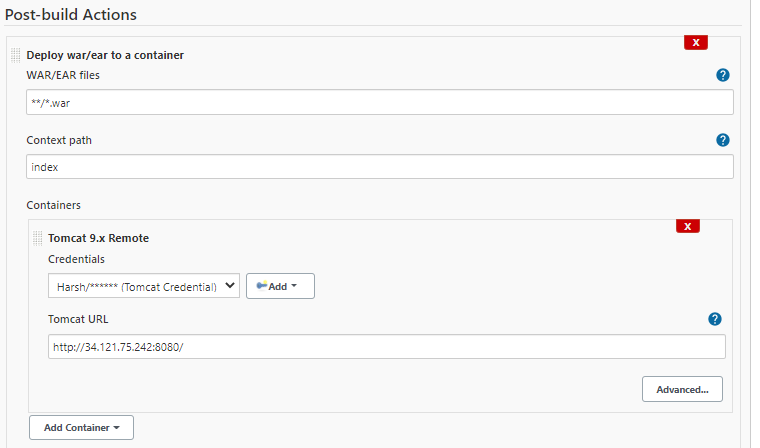 Post-build Actions
X
Deploy war/ear to a container
WAR/EAR files
?
**/*.war
Context path
?
index
Containers
X
Tomcat 9.x Remote
Credentials
Harsh/****** (Tomcat Credential)
Add
Tomcat URL
?
http://34.121.75.242:8080/
Advanced...
Add Container